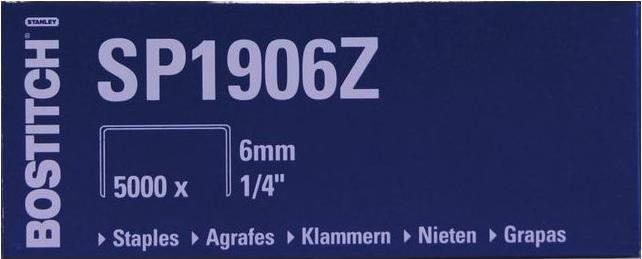 STANLEY
BOSTITCH
SP1906Z
6mm
5000 x
1/4"
Staples Agrafes Klammern Nieten Grapas